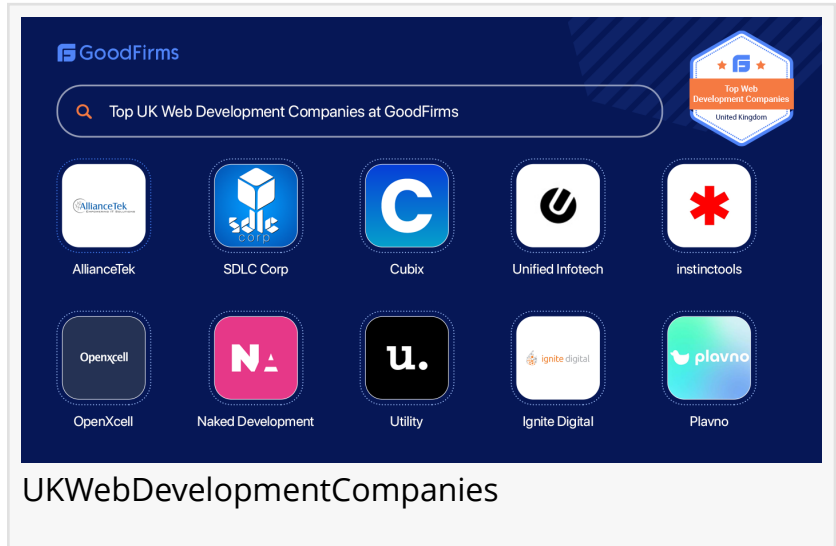 GoodFirms
Top UK Web Development Companies at GoodFirms
Top Web
Development Companies
United Kingdom
AllianceTek
sdlc
corp
C
U
*
AllianceTek
SDLC Corp
Cubix
Unified Infotech
instinctools
Openxcell
NA
u.
ignite digital
plavno
OpenXcell
Naked Development
Utility
Ignite Digital
Plavno
UKWebDevelopmentCompanies